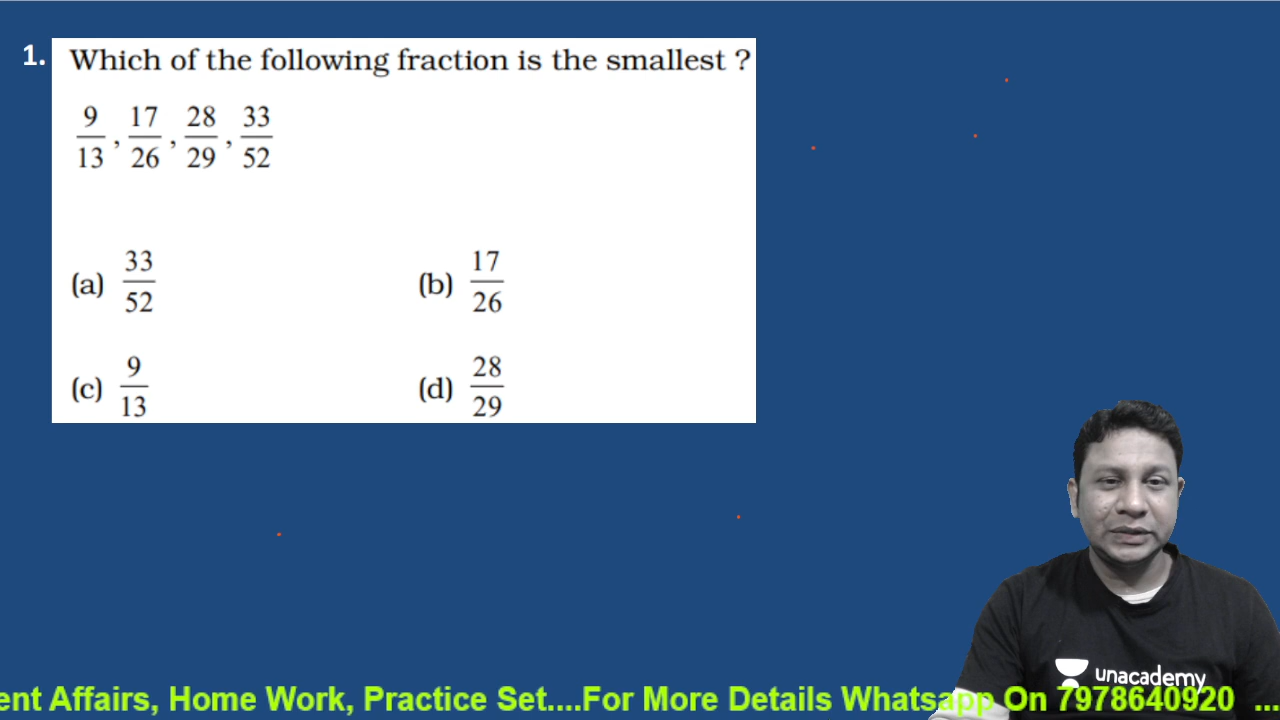 1. Which of the following fraction is the smallest ?
9/13, 17/26, 28/29, 33/52
(a) 33/52 (b) 17/26
(c) 9/13 (d) 28/29
unacademy
ent Affairs, Home Work, Practice Set....For More Details Whatsapp On 7978640920 ...